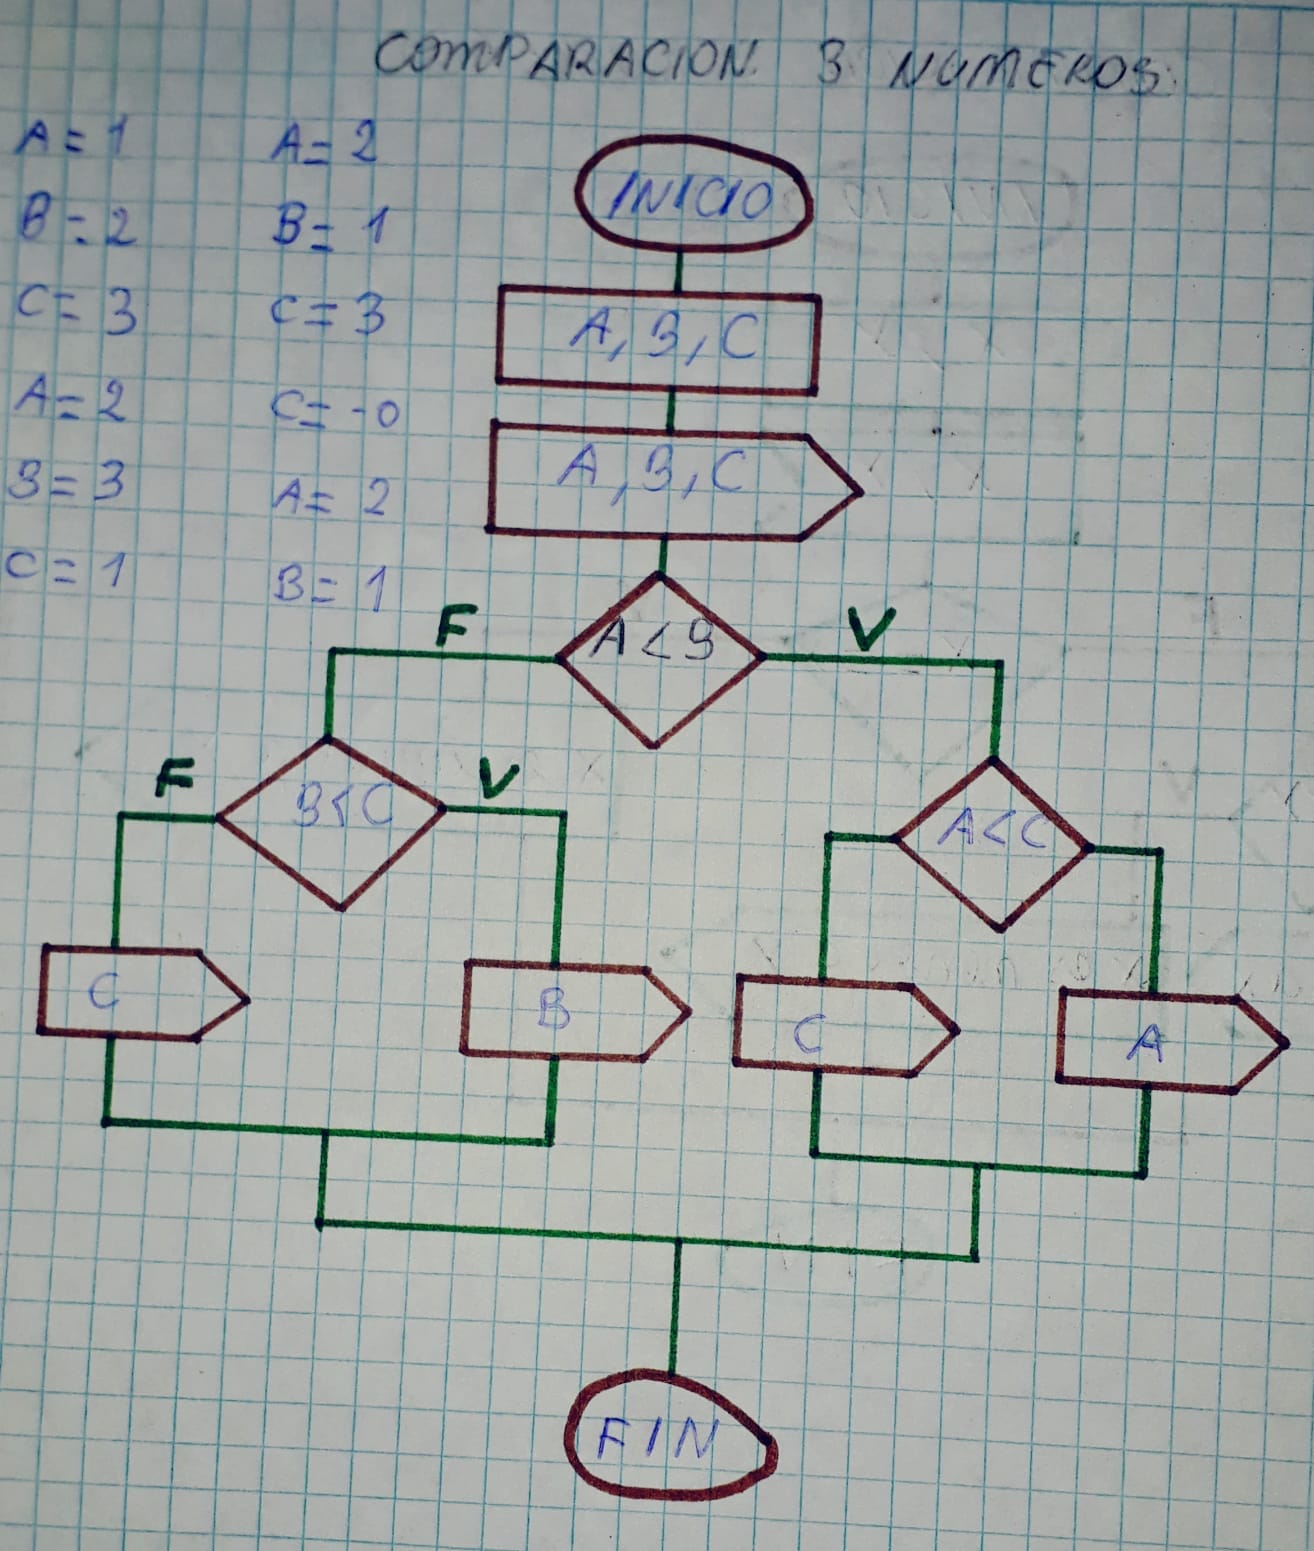 COMPARACION 3 NUMEROS
A = 1
B = 2
C = 3
A = 2
B = 3
C = 1
A = 2
B = 1
C = 3
C = -0
A = 2
B = 1
INICIO
A, B, C
A, B, C
A < B
F
V
B < C
F
V
A < C
C
B
C
A
FIN